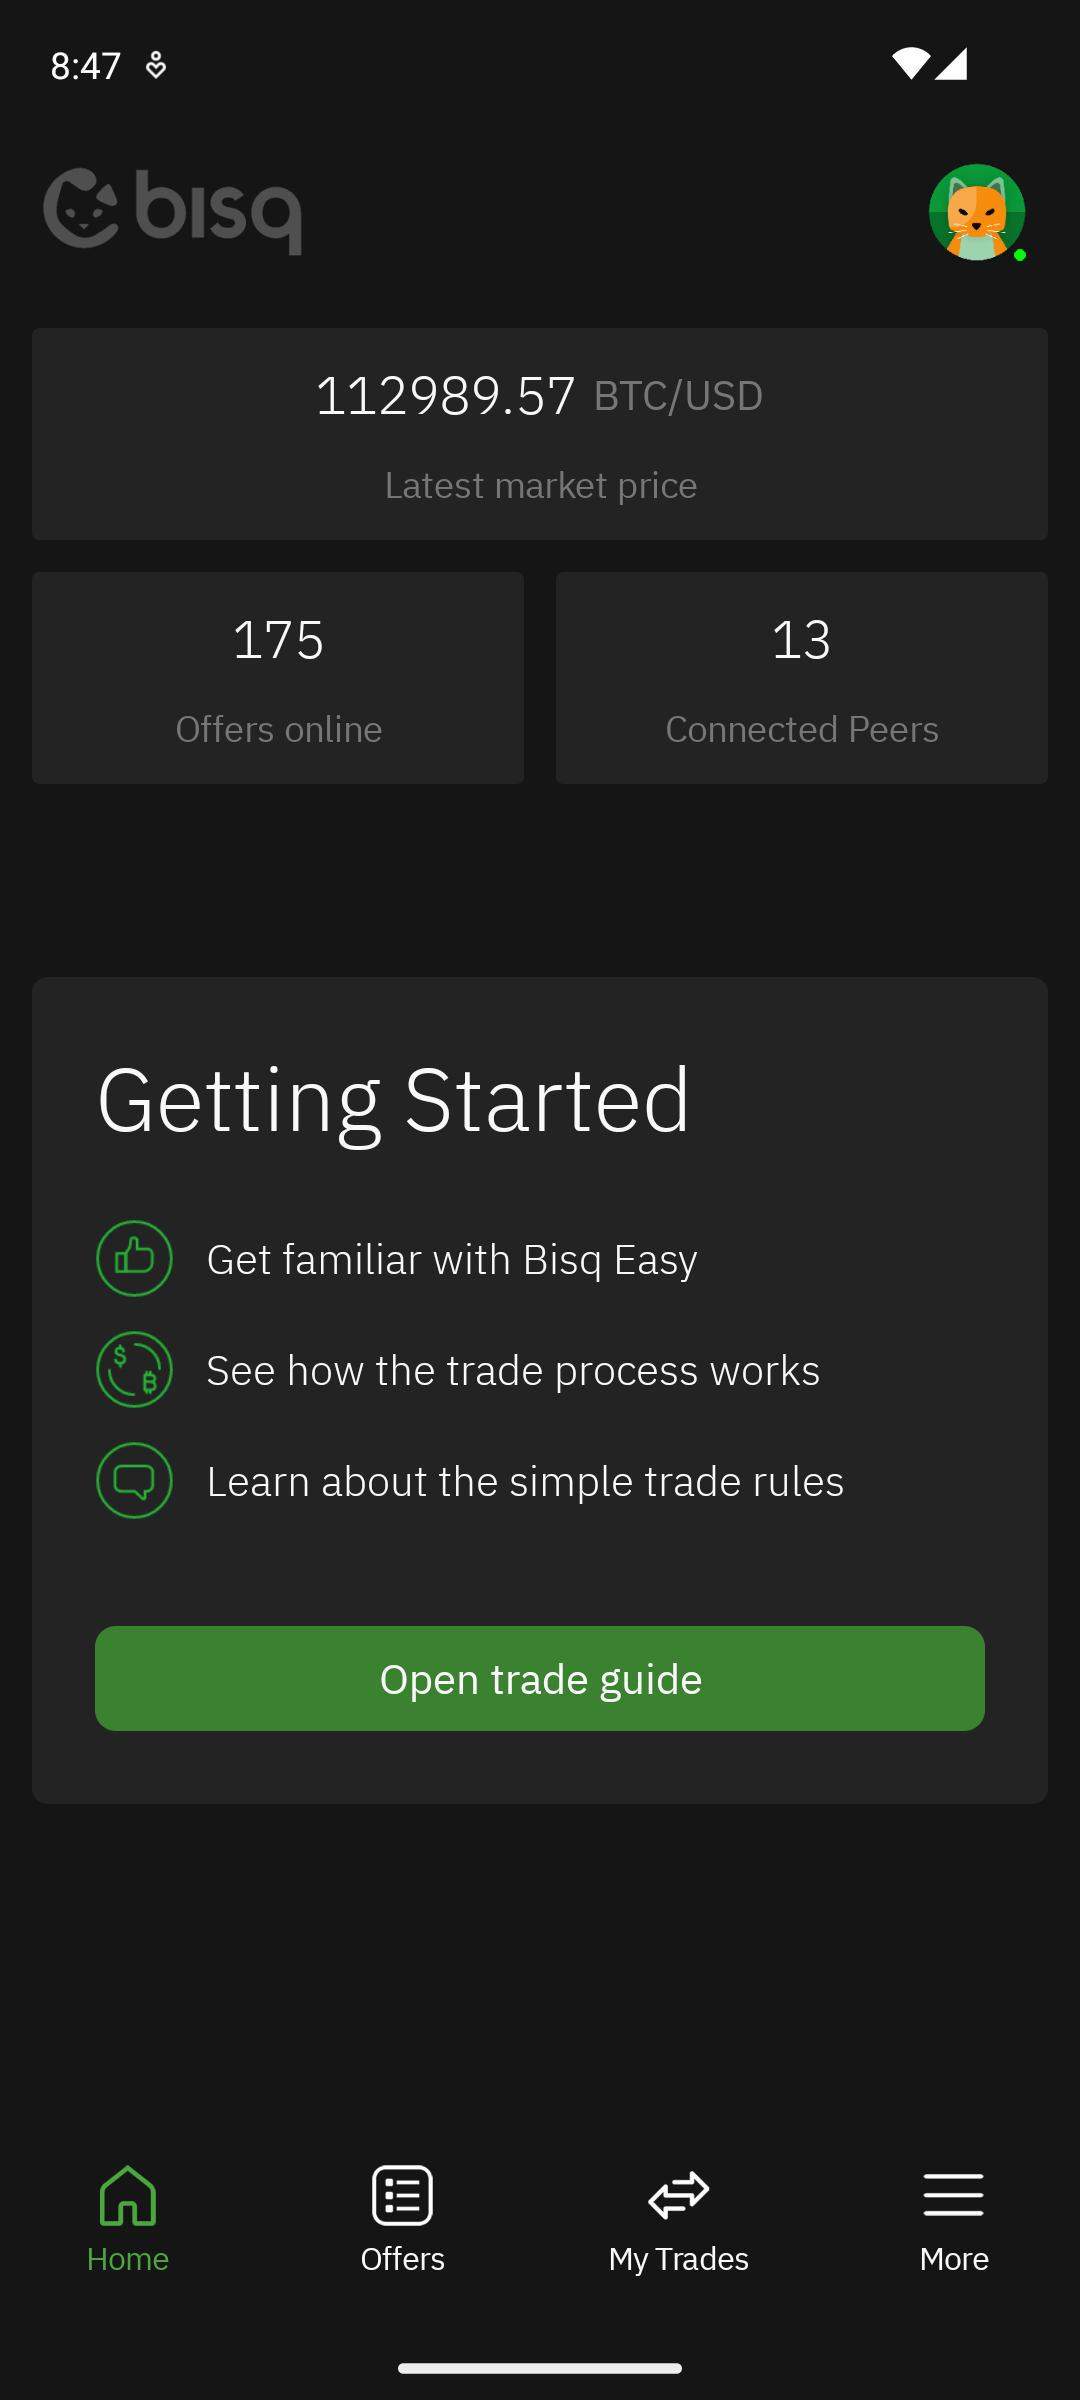 8:47
bisq
112989.57 BTC/USD
Latest market price
175
Offers online
13
Connected Peers
Getting Started
Get familiar with Bisq Easy
See how the trade process works
Learn about the simple trade rules
Open trade guide
Home
Offers
My Trades
More